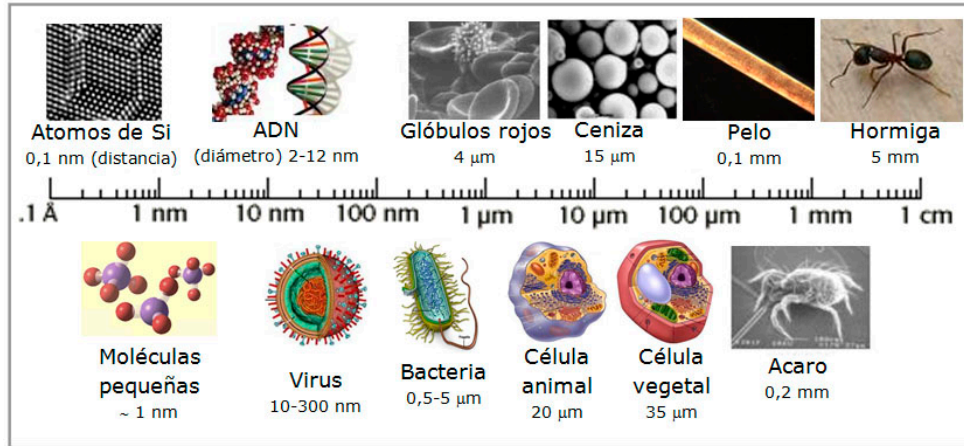 Atomos de Si
0,1 nm (distancia)
ADN
(diámetro) 2-12 nm
Glóbulos rojos
4 μm
Ceniza
15 μm
Pelo
0,1 mm
Hormiga
5 mm
.1 Å 1 nm 10 nm 100 nm 1 μm 10 μm 100 μm 1 mm 1 cm
Moléculas
pequeñas
~ 1 nm
Virus
10-300 nm
Bacteria
0,5-5 μm
Célula
animal
20 μm
Célula
vegetal
35 μm
Acaro
0,2 mm